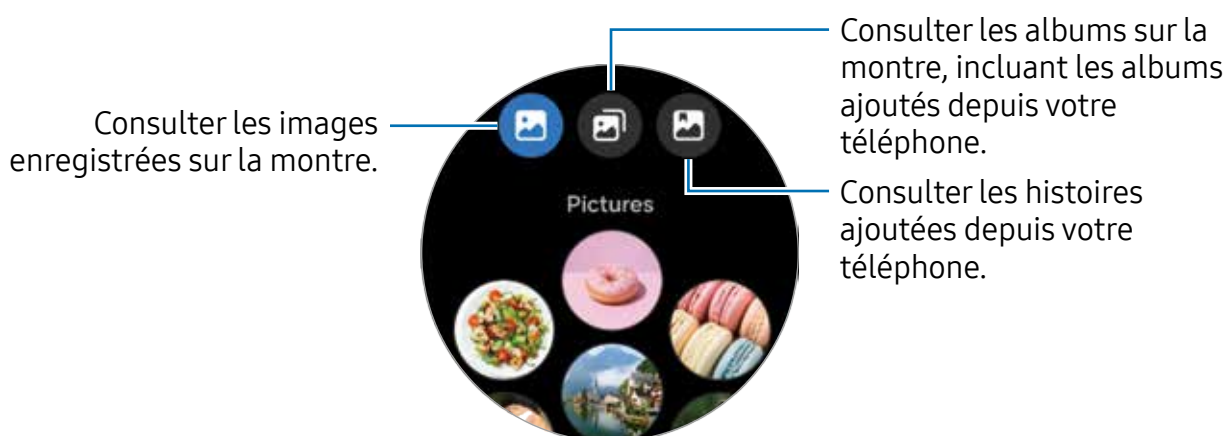 Consulter les images
enregistrées sur la montre.
Consulter les albums sur la
montre, incluant les albums
ajoutés depuis votre
téléphone.
Consulter les histoires
ajoutées depuis votre
téléphone.
Pictures